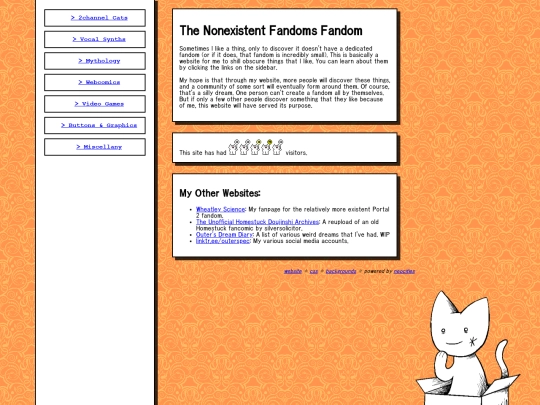 > 2channel Cats
> Vocal Synths
> Mythology
> Webcomics
> Video Games
> Buttons & Graphics
> Miscellany
The Nonexistent Fandoms Fandom
Sometimes I like a thing, only to discover it doesn't have a dedicated
fandom (or if it does, that fandom is incredibly small). This is basically a
website for me to shill obscure things that I like. You can learn about them
by clicking the links on the sidebar.
My hope is that through my website, more people will discover these things,
and a community of some sort will eventually form around them. Of course,
that's a silly dream. One person can't create a fandom all by themselves.
But if only a few other people discover something that they like because
of me, this website will have served its purpose.
This site has had visitors.
My Other Websites:
Wheatley Science: My fanpage for the relatively more existent Portal
2 fandom.
The Unofficial Homestuck Doujinshi Archives: A reupload of an old
Homestuck fancomic by silversolicitor.
Outer's Dream Diary: A list of various weird dreams that I've had. WIP
linktr.ee/outerspec: My various social media accounts.
website + css + backgrounds + powered by neocities